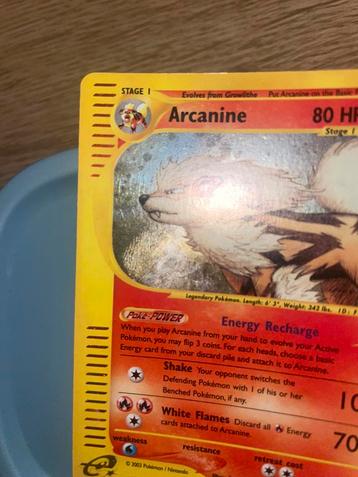 STAGE 1
Evolves from Growlithe Put Arcanine on the Basic
Arcanine 80 HP
Stage 1
Legendary Pokémon. Length: 6' 3", Weight: 342 lbs. ID:
Poké-POWER
Energy Recharge
When you play Arcanine from your hand to evolve your Active
Pokémon, you may flip 3 coins. For each heads, choose a basic
Energy card from your discard pile and attach it to Arcanine.
Shake Your opponent switches the
Defending Pokémon with 1 of his or her
Benched Pokémon, if any.
10
White Flames Discard all Energy
cards attached to Arcanine.
70
weakness
resistance
retreat cost
e
© 2003 Pokémon / Nintendo